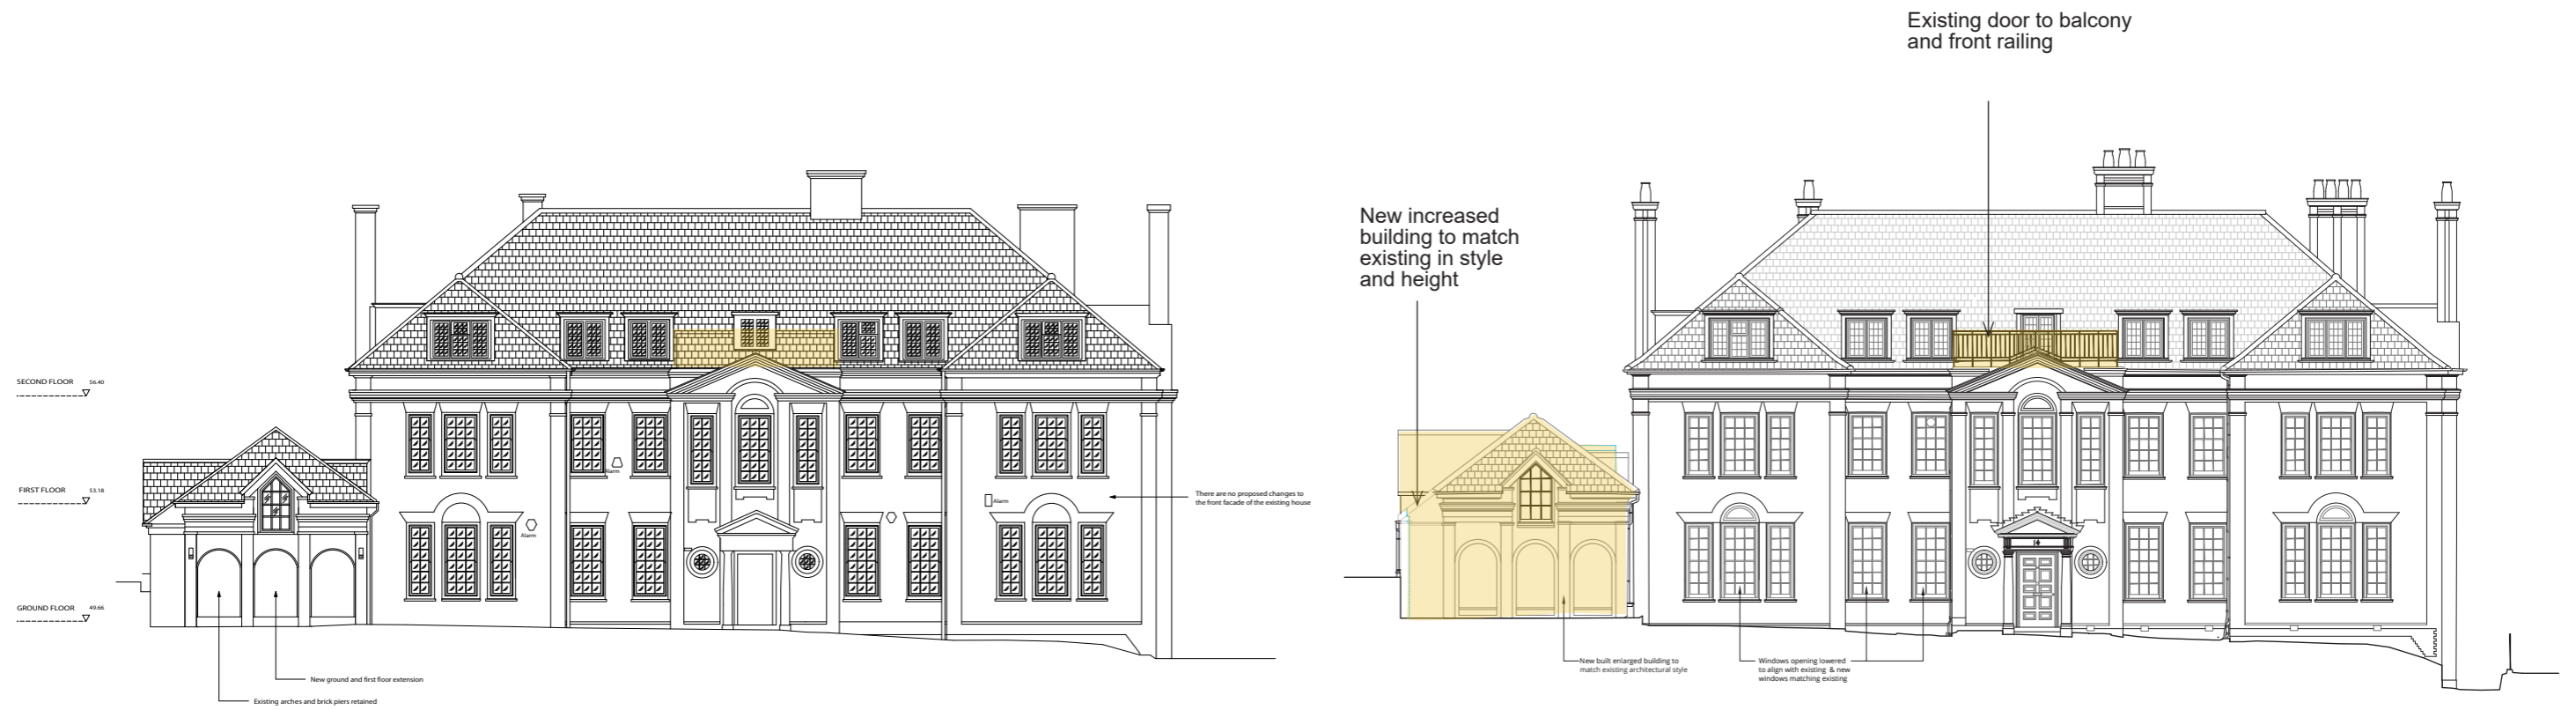 Existing door to balcony
and front railing
New increased
building to match
existing in style
and height
SECOND FLOOR 56.40
FIRST FLOOR 53.18
GROUND FLOOR 49.66
Alarm
Alarm
Alarm
There are no proposed changes to
the front facade of the existing house
14
New ground and first floor extension
Existing arches and brick piers retained
New built enlarged building to
match existing architectural style
Windows opening lowered
to align with existing & new
windows matching existing